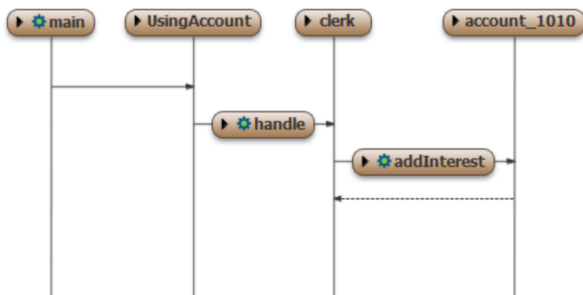 main
UsingAccount
clerk
account_1010
handle
addInterest